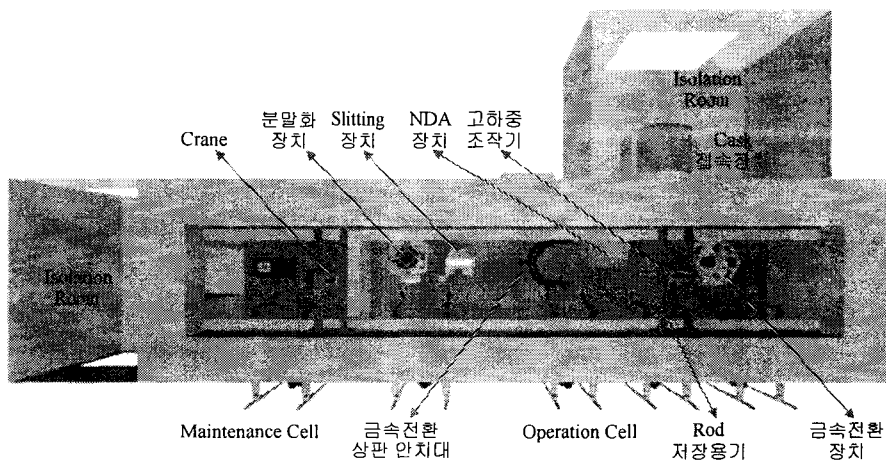 Isolation
Room
Cask
접속장치
분말화
장치
Slitting
장치
NDA
장치
고하중
조작기
Crane
Isolation
Room
Maintenance Cell
금속전환
상판 안치대
Operation Cell
Rod
저장용기
금속전환
장치